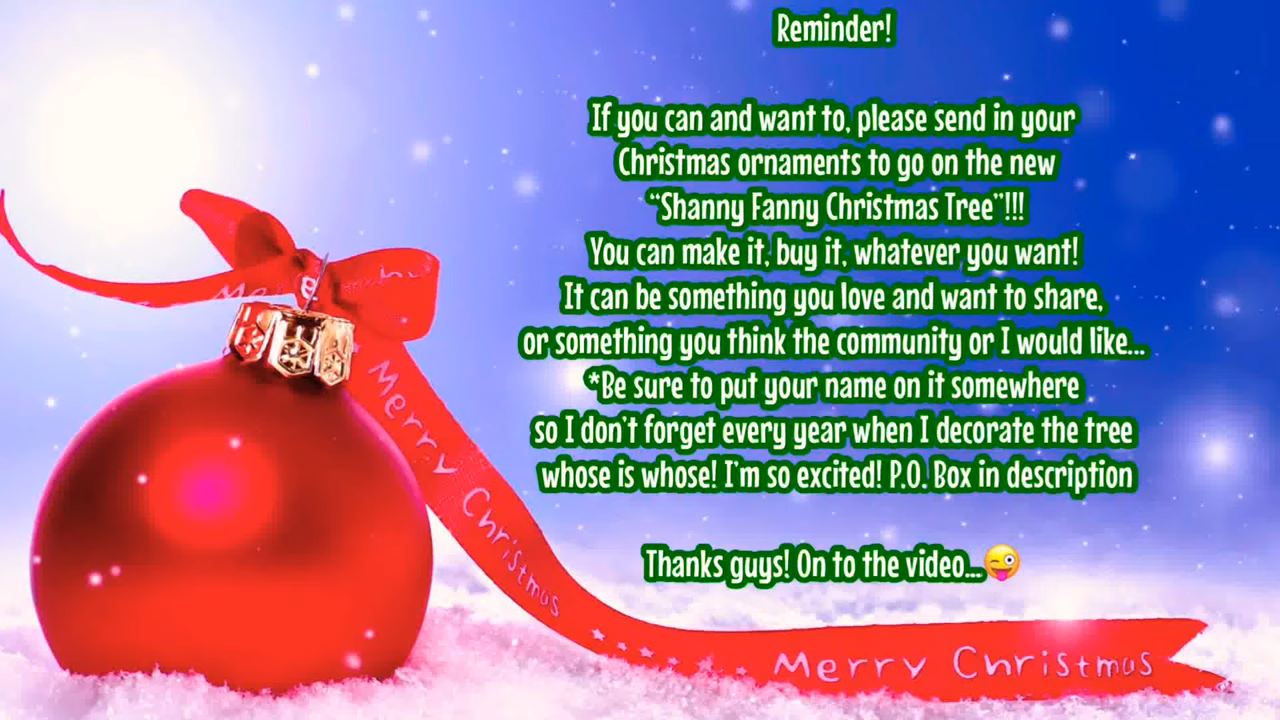 Reminder!
If you can and want to, please send in your
Christmas ornaments to go on the new
“Shanny Fanny Christmas Tree”!!!
You can make it, buy it, whatever you want!
It can be something you love and want to share,
or something you think the community or I would like...
*Be sure to put your name on it somewhere
so I don't forget every year when I decorate the tree
whose is whose! I'm so excited! P.O. Box in description
Thanks guys! On to the video...😜
Merry Christmas
Merry Christmas